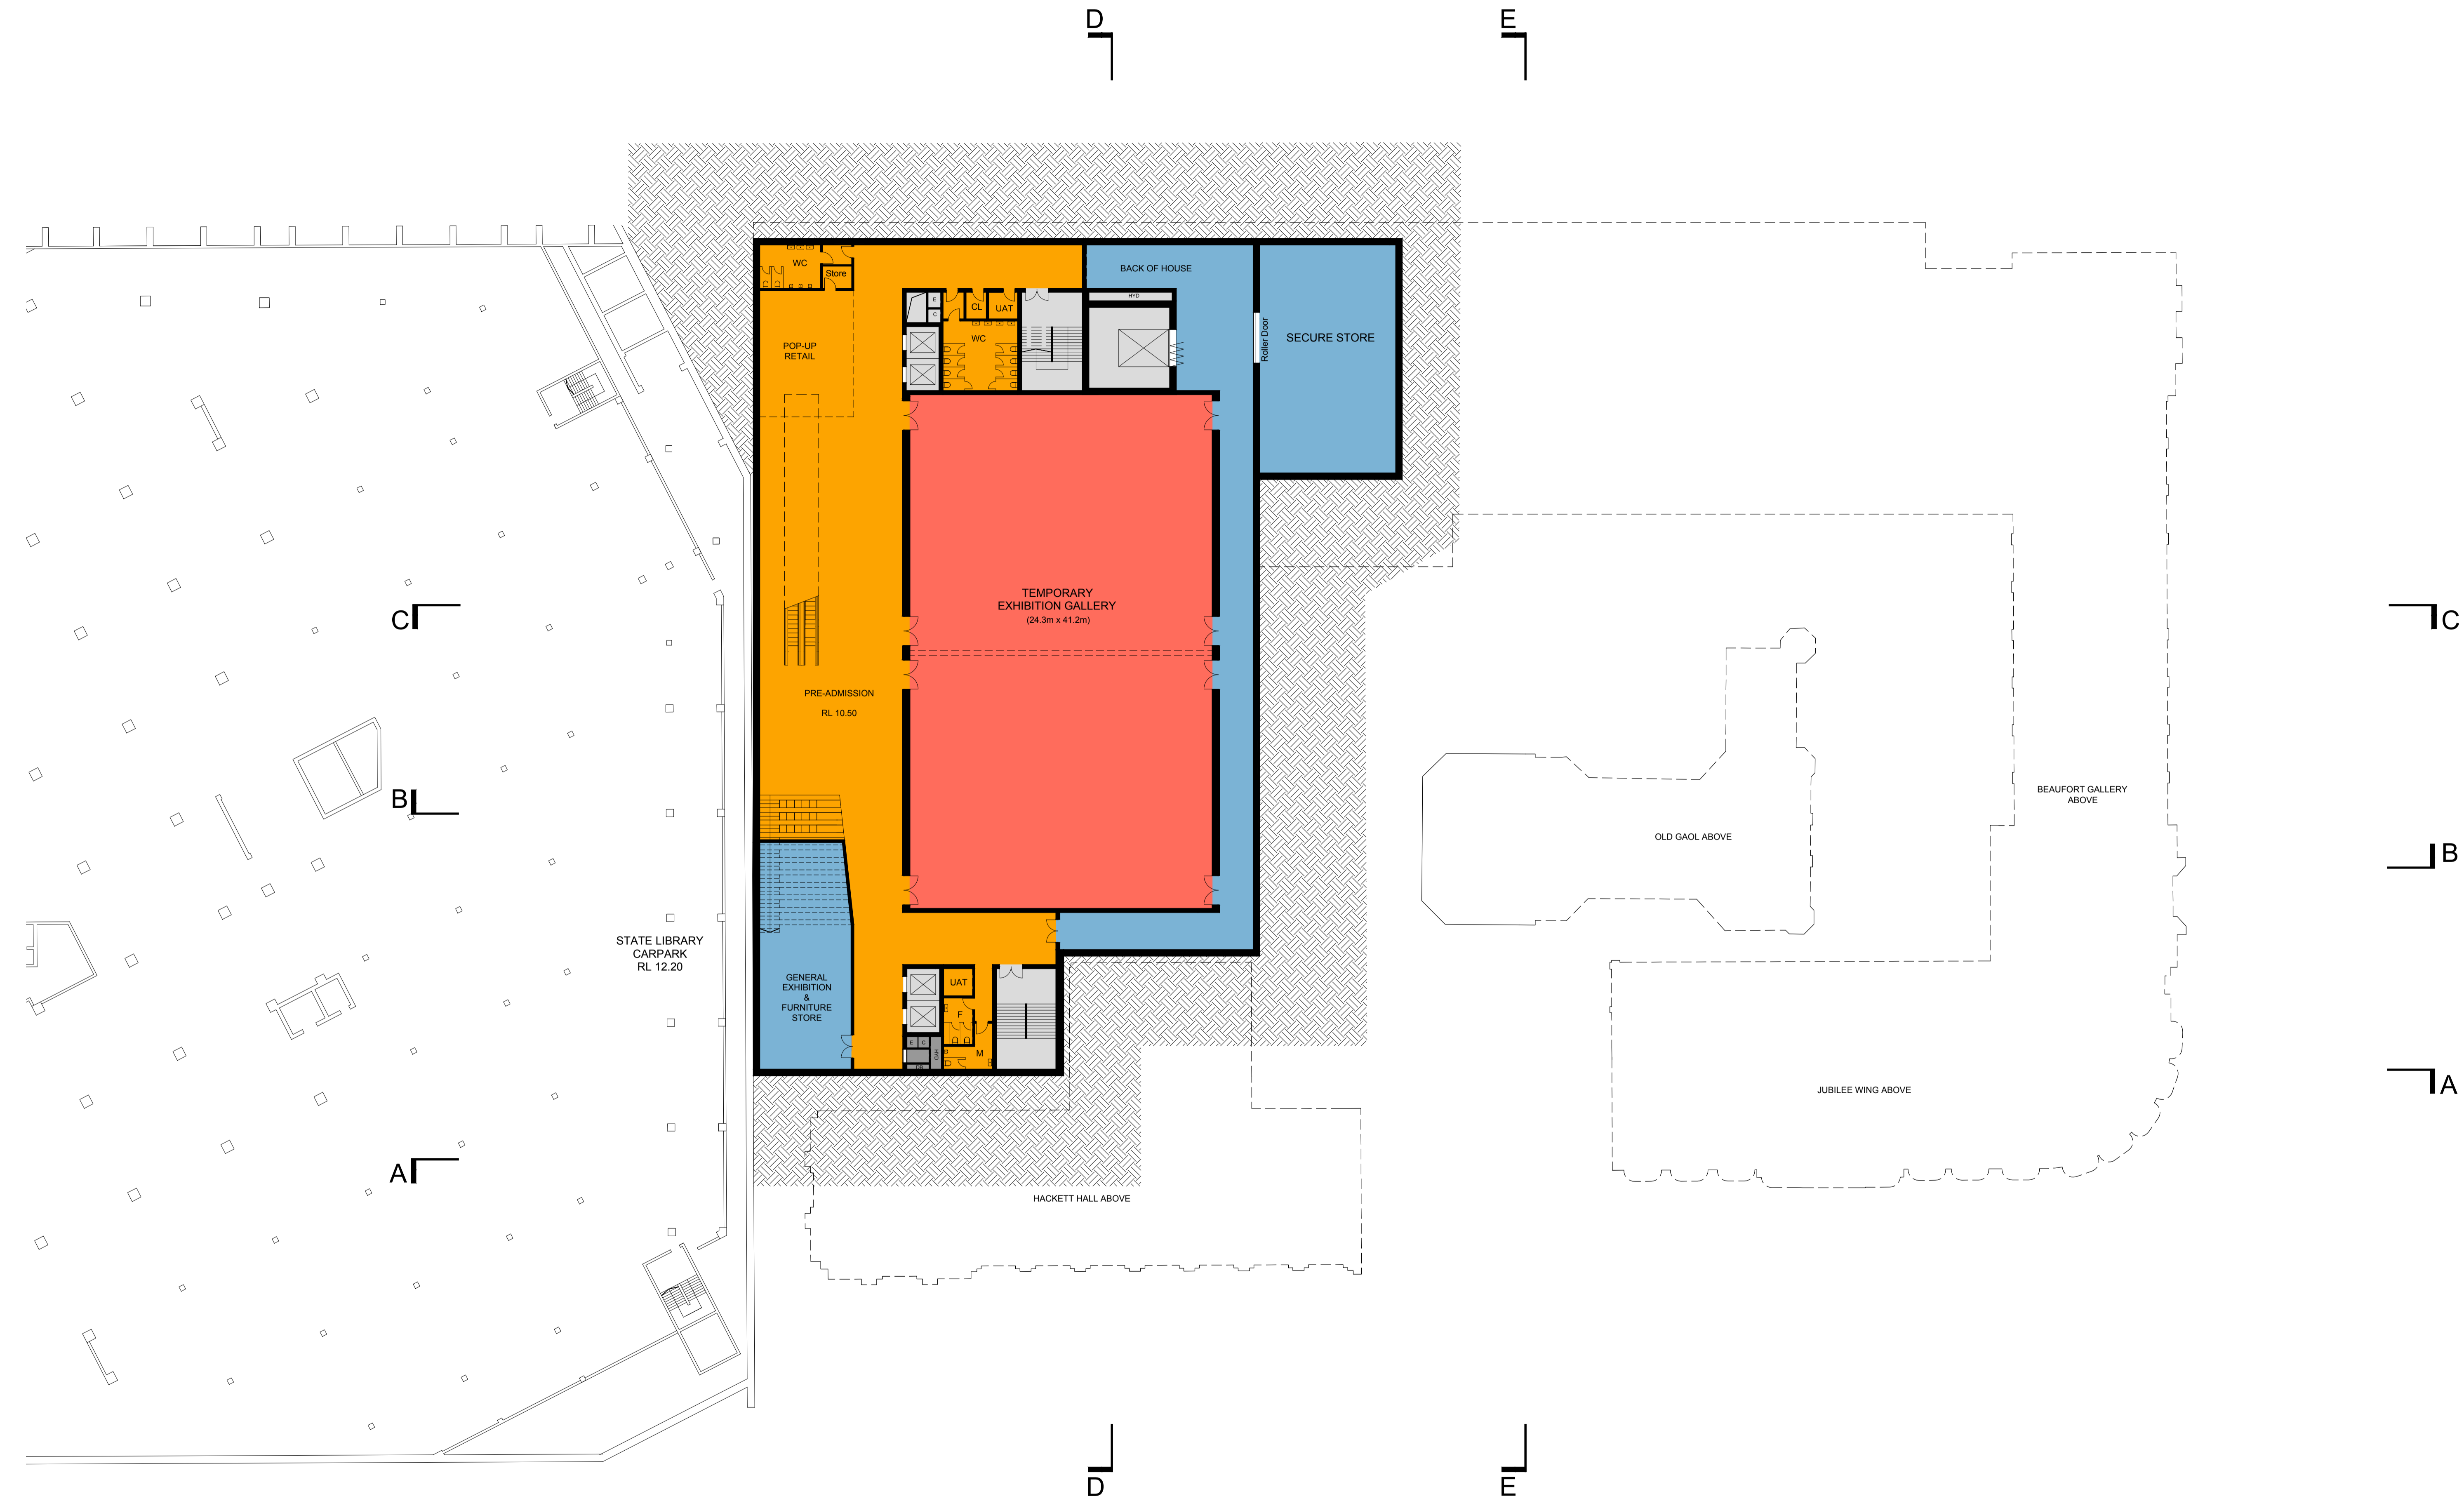 D
E
WC
Store
BACK OF HOUSE
HYD
E
C
CL
UAT
WC
POP-UP
RETAIL
Roller Door
SECURE STORE
TEMPORARY
EXHIBITION GALLERY
(24.3m x 41.2m)
C
C
PRE-ADMISSION
RL 10.50
B
B
BEAUFORT GALLERY
ABOVE
OLD GAOL ABOVE
STATE LIBRARY
CARPARK
RL 12.20
GENERAL
EXHIBITION
&
FURNITURE
STORE
UAT
F
E
C
HYD
M
A
JUBILEE WING ABOVE
A
HACKETT HALL ABOVE
D
E